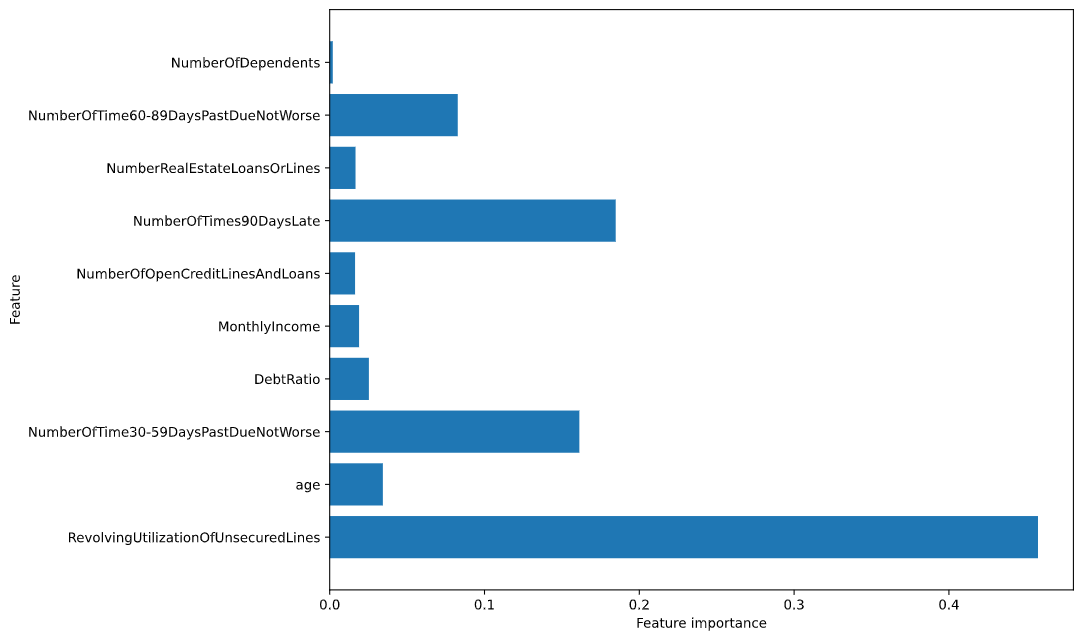 NumberOfDependents
NumberOfTime60-89DaysPastDueNotWorse
NumberRealEstateLoansOrLines
NumberOfTimes90DaysLate
NumberOfOpenCreditLinesAndLoans
MonthlyIncome
DebtRatio
NumberOfTime30-59DaysPastDueNotWorse
age
RevolvingUtilizationOfUnsecuredLines
Feature
0.0 0.1 0.2 0.3 0.4
Feature importance